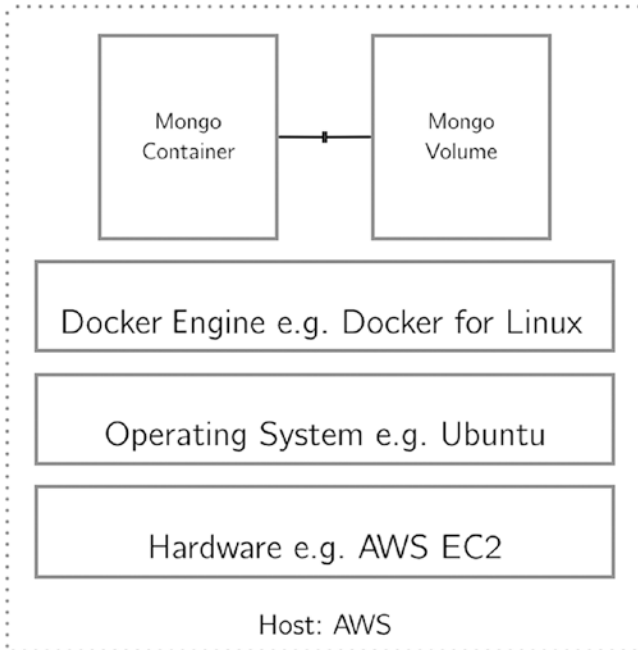 Mongo
Container
Mongo
Volume
Docker Engine e.g. Docker for Linux
Operating System e.g. Ubuntu
Hardware e.g. AWS EC2
Host: AWS